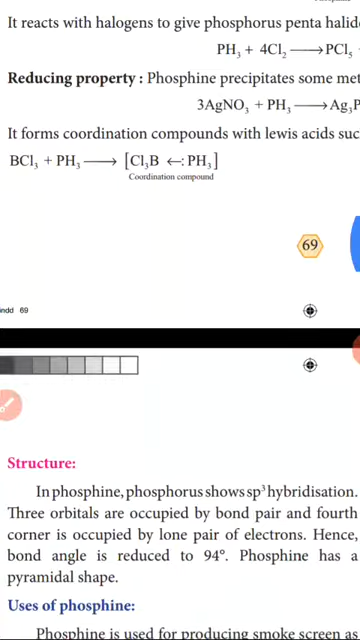 It reacts with halogens to give phosphorus penta halid
PH₃ + 4Cl₂ ⟶ PCl₅
Reducing property : Phosphine precipitates some met
3AgNO₃ + PH₃ ⟶ Ag₃P
It forms coordination compounds with lewis acids suc
BCl₃ + PH₃ ⟶ [Cl₃B ←:PH₃]
Coordination compound
69
indd 69
Structure:
In phosphine, phosphorus shows sp³ hybridisation.
Three orbitals are occupied by bond pair and fourth
corner is occupied by lone pair of electrons. Hence,
bond angle is reduced to 94°. Phosphine has a
pyramidal shape.
Uses of phosphine:
Phosphine is used for producing smoke screen as